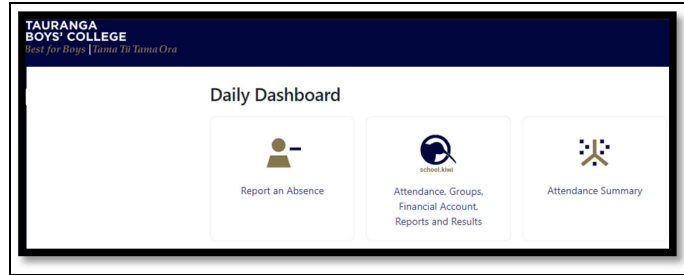 TAURANGA
BOYS' COLLEGE
Best for Boys | Tama Tū Tama Ora
Daily Dashboard
Report an Absence
school.kiwi
Attendance, Groups,
Financial Account,
Reports and Results
Attendance Summary